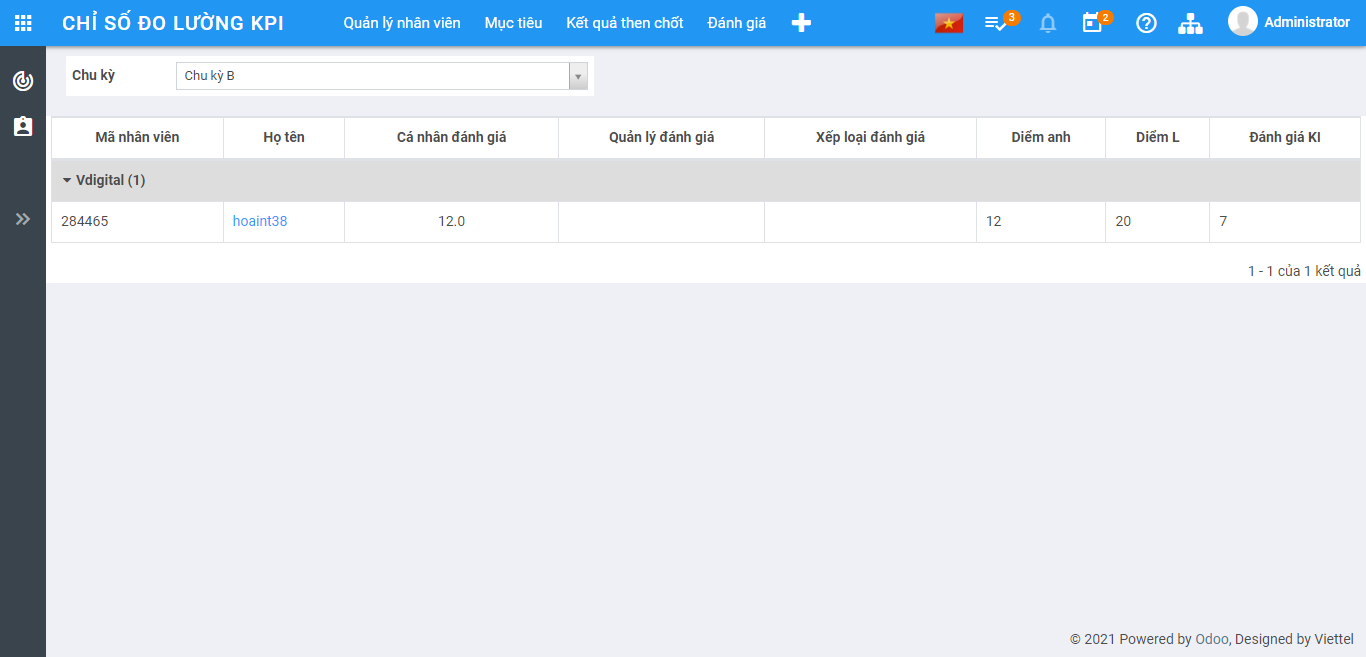 CHỈ SỐ ĐO LƯỜNG KPI Quản lý nhân viên Mục tiêu Kết quả then chốt Đánh giá 3 2 Administrator
Chu kỳ Chu kỳ B
Mã nhân viên Họ tên Cá nhân đánh giá Quản lý đánh giá Xếp loại đánh giá Diểm anh Diểm L Đánh giá KI
Vdigital (1)
284465 hoaint38 12.0 12 20 7
1 - 1 của 1 kết quả
© 2021 Powered by Odoo, Designed by Viettel